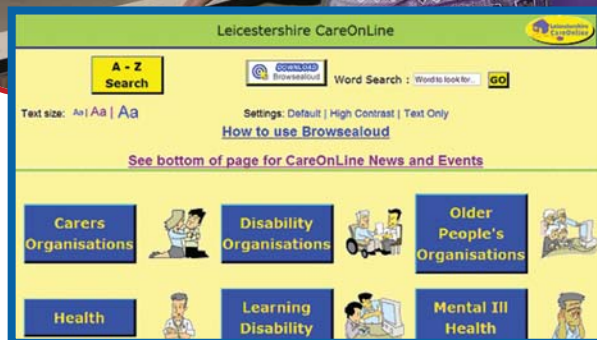 Leicestershire CareOnLine
Leicestershire
CareOnline
A - Z
Search
DOWNLOAD
Browsealoud
Word Search :
Word to look for..
GO
Text size: Aa| Aa | Aa
Settings: Default | High Contrast | Text Only
How to use Browsealoud
See bottom of page for CareOnLine News and Events
Carers
Organisations
Disability
Organisations
Older
People's
Organisations
Health
Learning
Disability
Mental Ill
Health